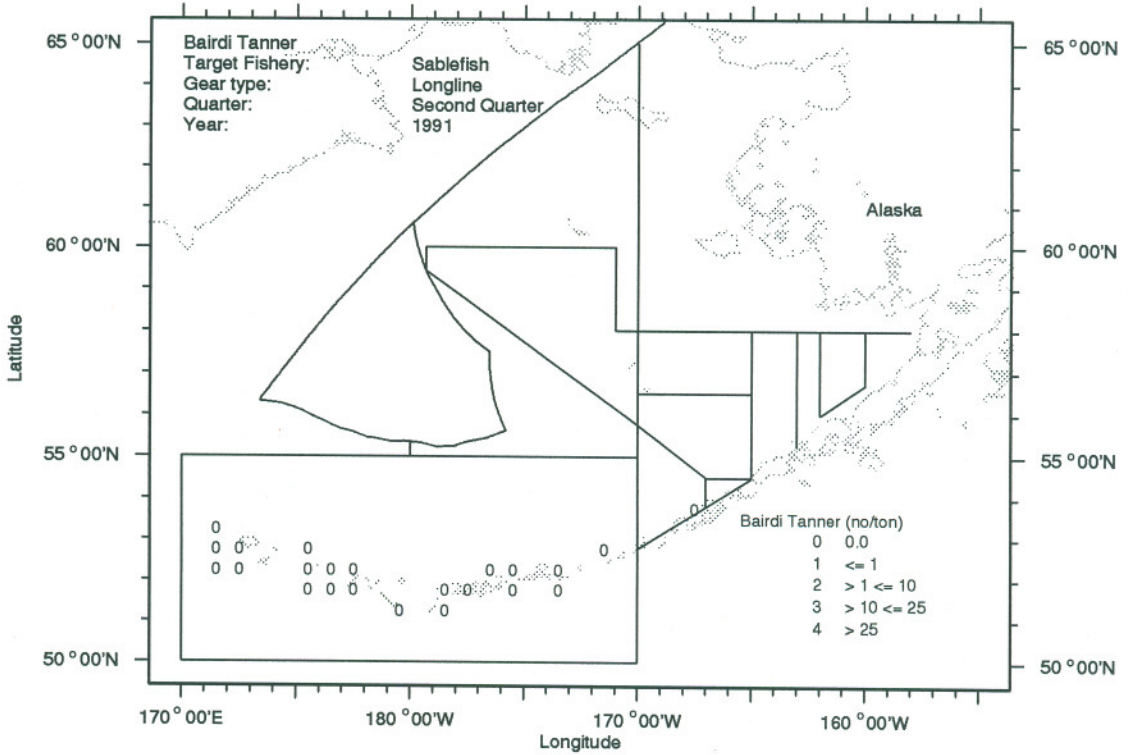 65 °00'N
65 °00'N
Bairdi Tanner
Target Fishery: Sablefish
Gear type: Longline
Quarter: Second Quarter
Year: 1991
Alaska
60 °00'N
60 °00'N
Latitude
55 °00'N
55 °00'N
0
0
Bairdi Tanner (no/ton)
0 0.0
0 0 0 0
1 <= 1
0 0 0 0 0 0 0 0
2 > 1 <= 10
0 0 0 0 0 0 0
3 > 10 <= 25
0 0
4 > 25
50 °00'N
50 °00'N
170 °00'E
180 °00'W
170 °00'W
160 °00'W
Longitude